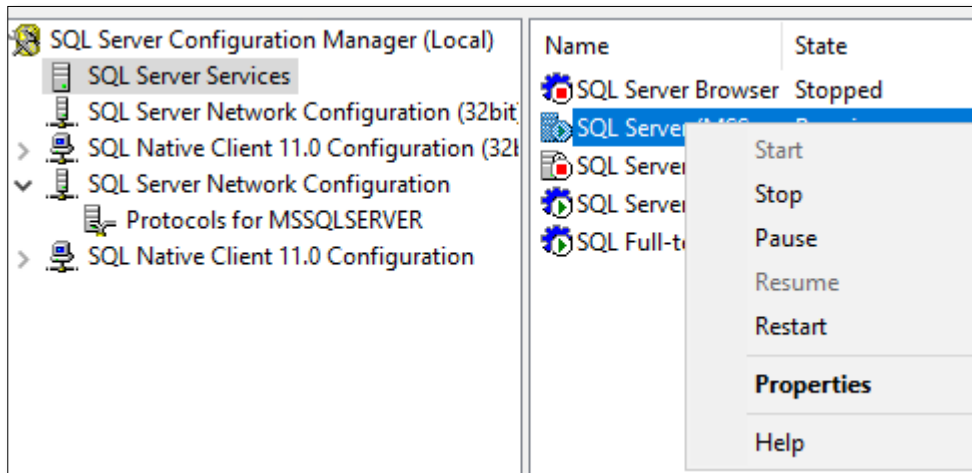 SQL Server Configuration Manager (Local)
SQL Server Services
SQL Server Network Configuration (32bit
SQL Native Client 11.0 Configuration (32
SQL Server Network Configuration
Protocols for MSSQLSERVER
SQL Native Client 11.0 Configuration
Name State
SQL Server Browser Stopped
SQL Server
SQL Server
SQL Server
SQL Full-t
Start
Stop
Pause
Resume
Restart
Properties
Help